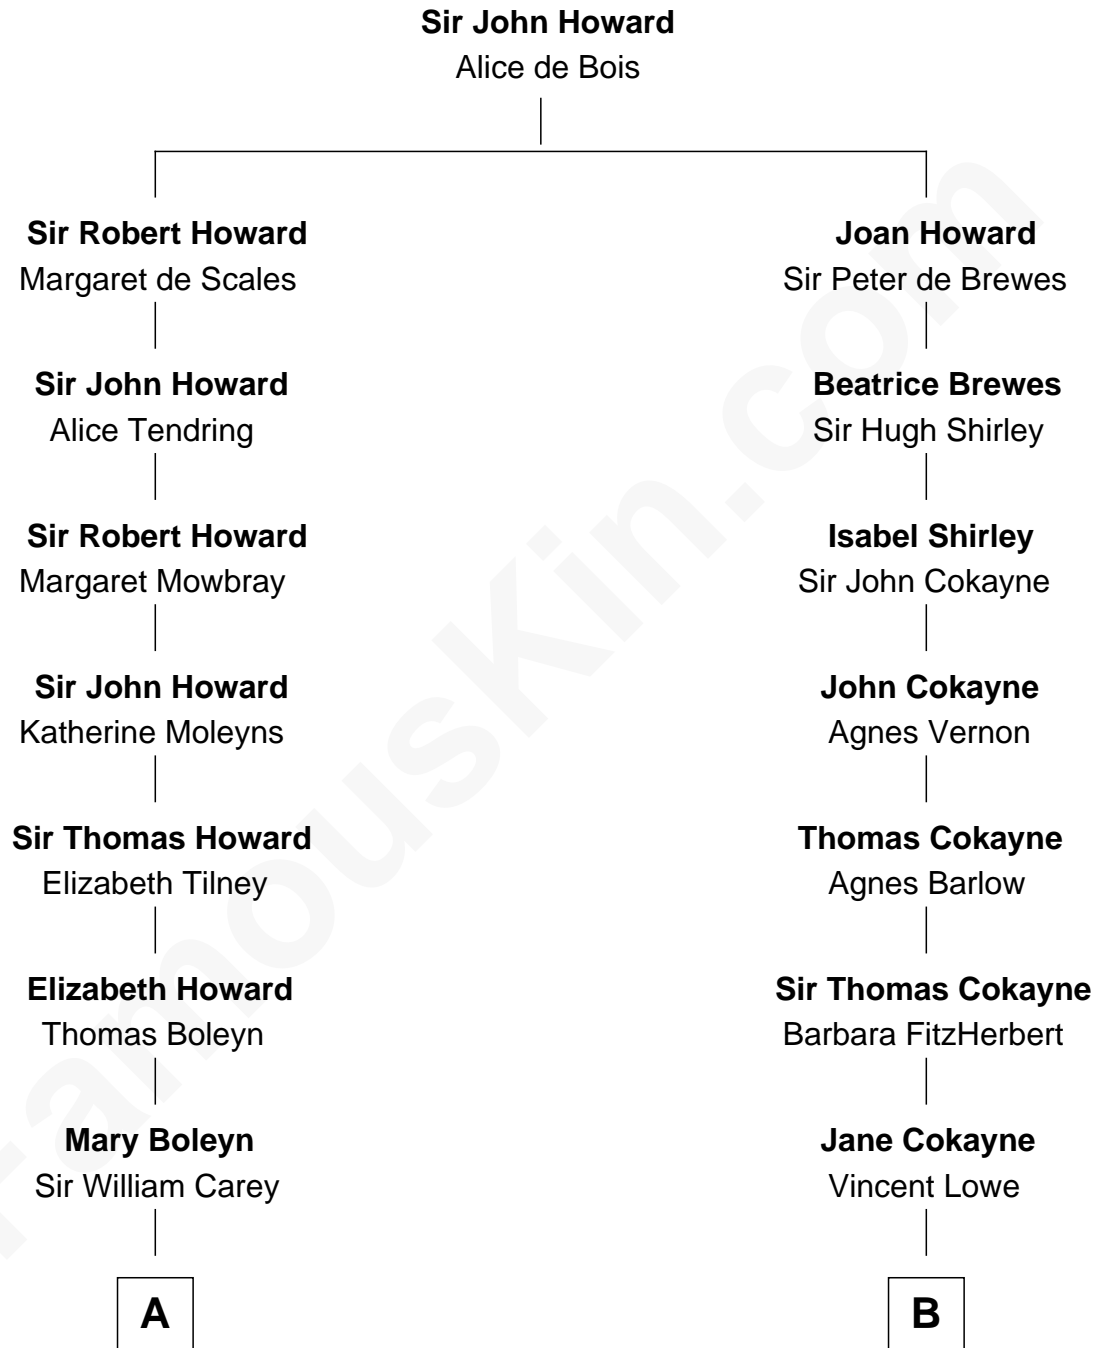 Sir John Howard
Alice de Bois
Sir Robert Howard
Margaret de Scales
Joan Howard
Sir Peter de Brewes
Sir John Howard
Alice Tendring
Beatrice Brewes
Sir Hugh Shirley
Sir Robert Howard
Margaret Mowbray
Isabel Shirley
Sir John Cokayne
Sir John Howard
Katherine Moleyns
John Cokayne
Agnes Vernon
Sir Thomas Howard
Elizabeth Tilney
Thomas Cokayne
Agnes Barlow
Elizabeth Howard
Thomas Boleyn
Sir Thomas Cokayne
Barbara FitzHerbert
Mary Boleyn
Sir William Carey
Jane Cokayne
Vincent Lowe
A
B
FamousKin.com